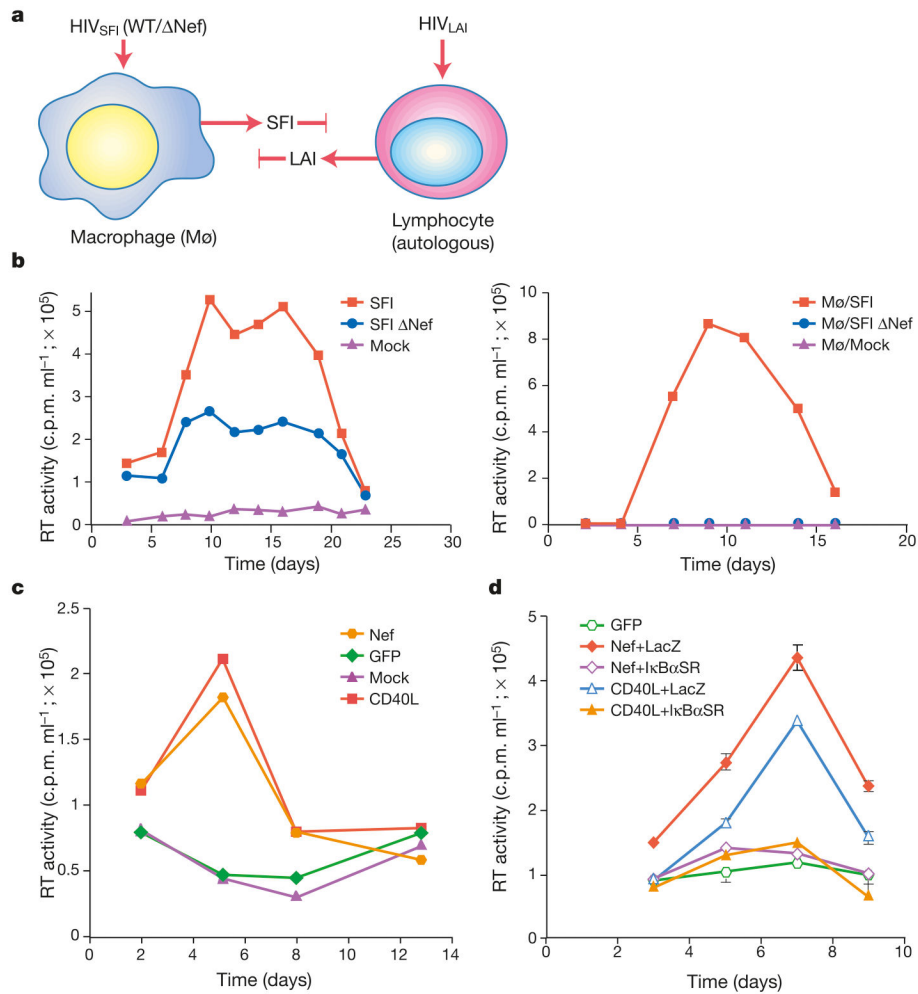 a
HIV_SFI (WT/ΔNef)
HIV_LAI
SFI
LAI
Macrophage (Mø)
Lymphocyte
(autologous)
b
RT activity (c.p.m. ml⁻¹; × 10⁵)
5
4
3
2
1
0
0 5 10 15 20 25 30
Time (days)
SFI
SFI ΔNef
Mock
RT activity (c.p.m. ml⁻¹; × 10⁵)
10
8
6
4
2
0
0 5 10 15 20
Time (days)
Mø/SFI
Mø/SFI ΔNef
Mø/Mock
c
RT activity (c.p.m. ml⁻¹; × 10⁵)
2.5
2
1.5
1
0.5
0
0 2 4 6 8 10 12 14
Time (days)
Nef
GFP
Mock
CD40L
d
RT activity (c.p.m. ml⁻¹; × 10⁵)
5
4
3
2
1
0
0 2 4 6 8 10
Time (days)
GFP
Nef+LacZ
Nef+IκBαSR
CD40L+LacZ
CD40L+IκBαSR